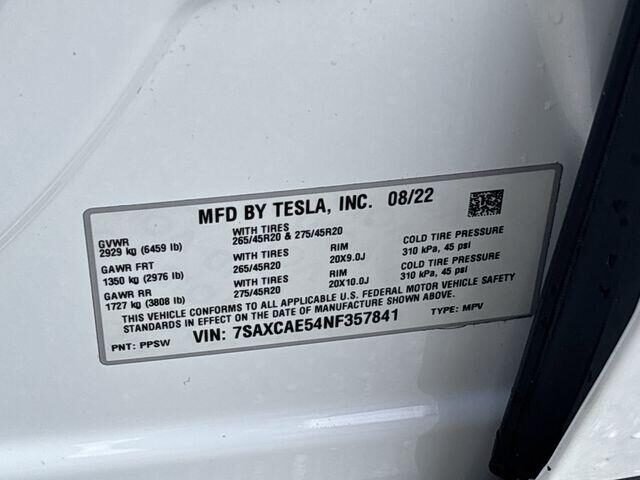 MFD BY TESLA, INC. 08/22
GVWR WITH TIRES
2929 kg (6459 lb) 265/45R20 & 275/45R20
GAWR FRT WITH TIRES RIM COLD TIRE PRESSURE
1350 kg (2976 lb) 265/45R20 20X9.0J 310 kPa, 45 psi
GAWR RR WITH TIRES RIM COLD TIRE PRESSURE
1727 kg (3808 lb) 275/45R20 20X10.0J 310 kPa, 45 psi
THIS VEHICLE CONFORMS TO ALL APPLICABLE U.S. FEDERAL MOTOR VEHICLE SAFETY
STANDARDS IN EFFECT ON THE DATE OF MANUFACTURE SHOWN ABOVE.
PNT: PPSW VIN: 7SAXCAE54NF357841 TYPE: MPV